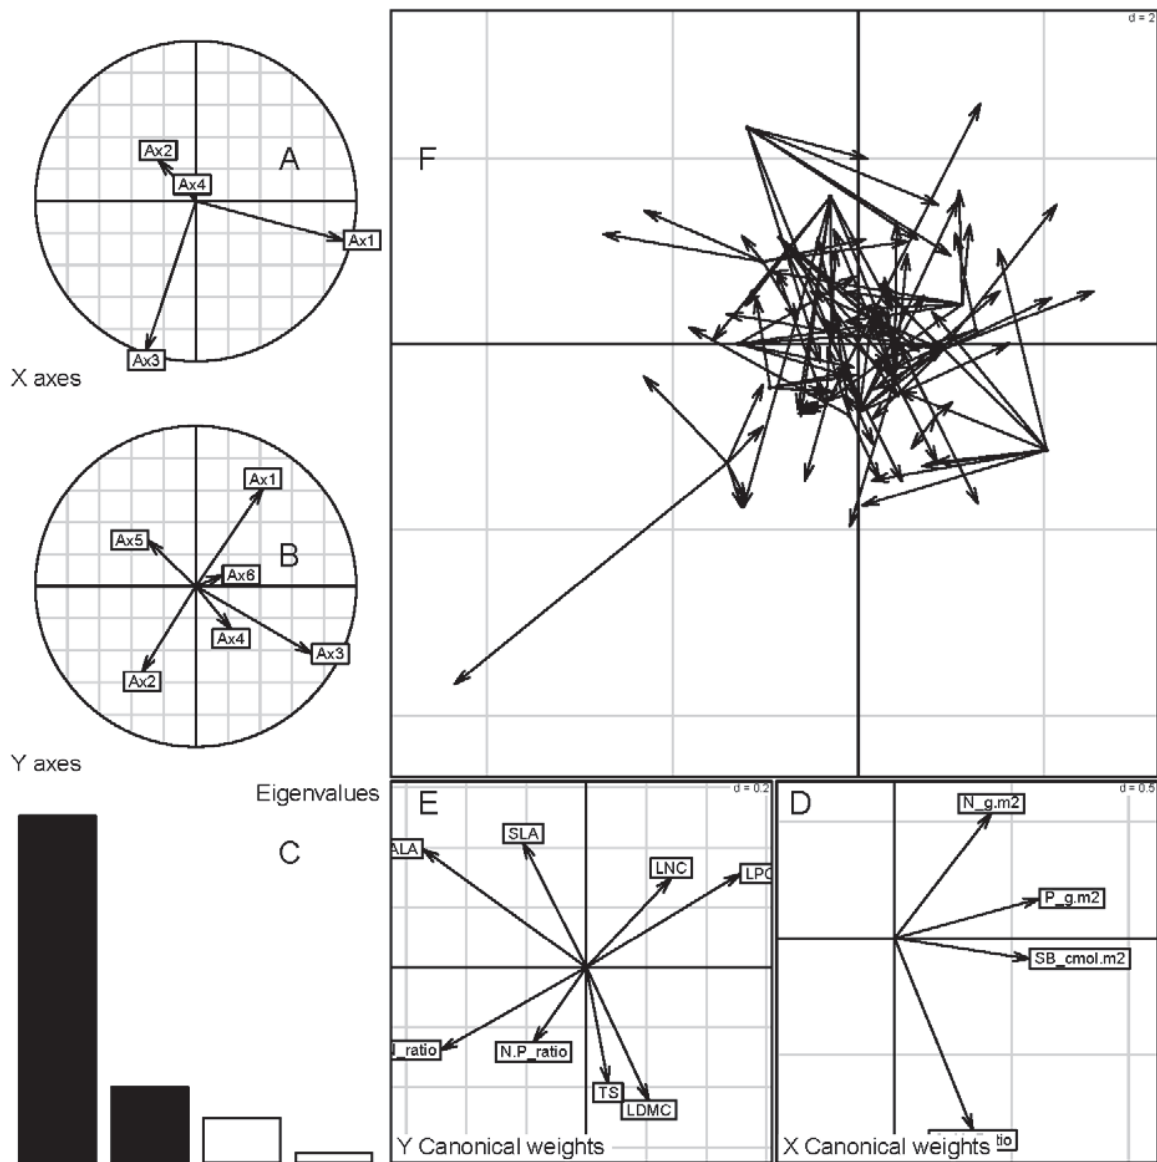 Ax2
A
Ax4
Ax1
Ax3
X axes
Ax1
Ax5
B
Ax6
Ax4
Ax3
Ax2
Y axes
Eigenvalues
C
d = 2
F
E
d = 0.2
SLA
ALA
LNC
LPC
N.P_ratio
TS
LDMC
Y Canonical weights
D
d = 0.5
N_g.m2
P_g.m2
SB_cmol.m2
X Canonical weights